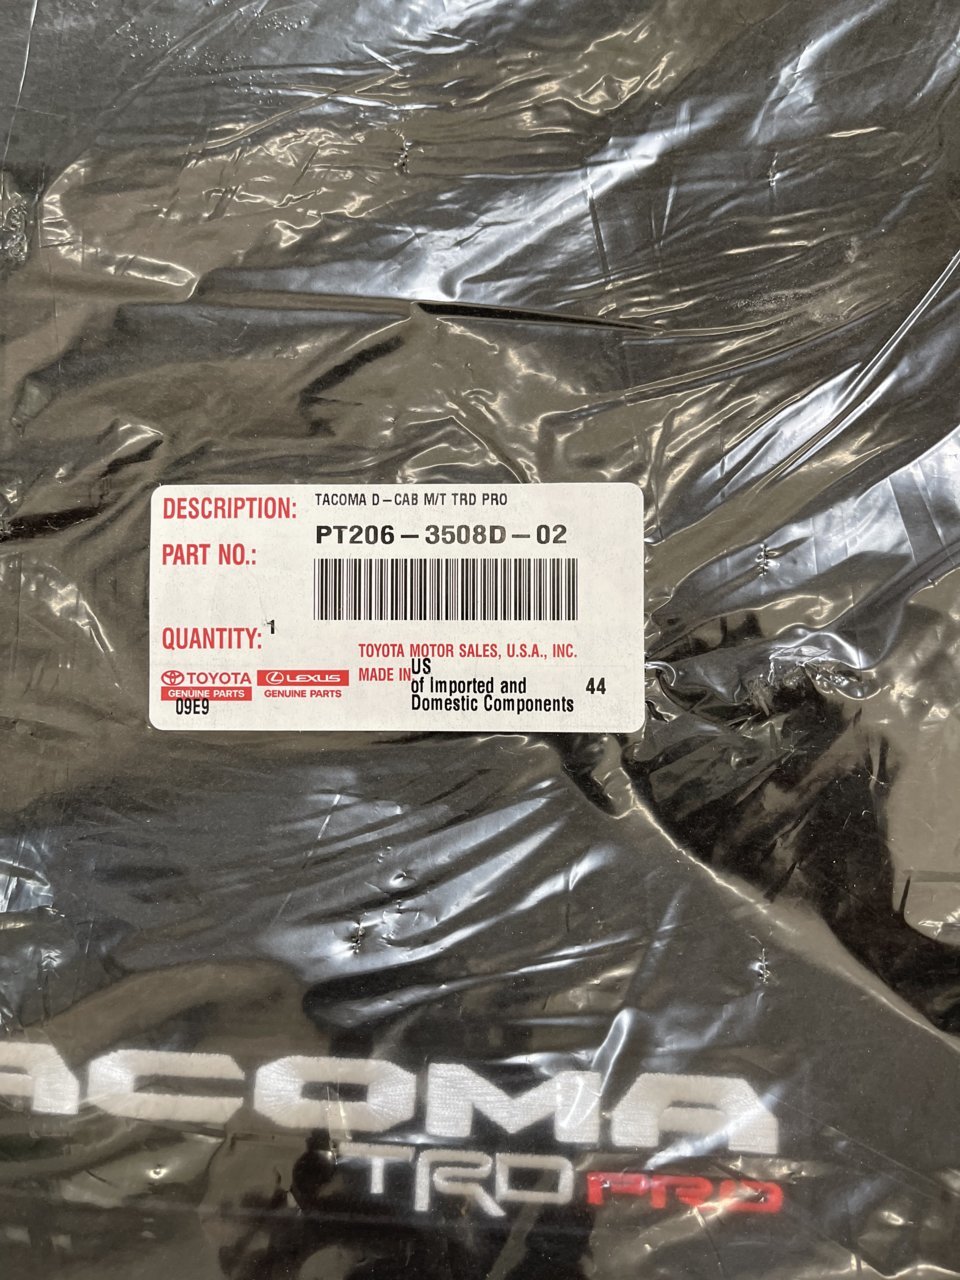 DESCRIPTION: TACOMA D-CAB M/T TRD PRO
PT206-3508D-02
PART NO.:
QUANTITY: 1
TOYOTA MOTOR SALES, U.S.A., INC.
MADE IN US
of Imported and
Domestic Components
44
TOYOTA
GENUINE PARTS
LEXUS
GENUINE PARTS
09E9
ACOMA
TRD PRO